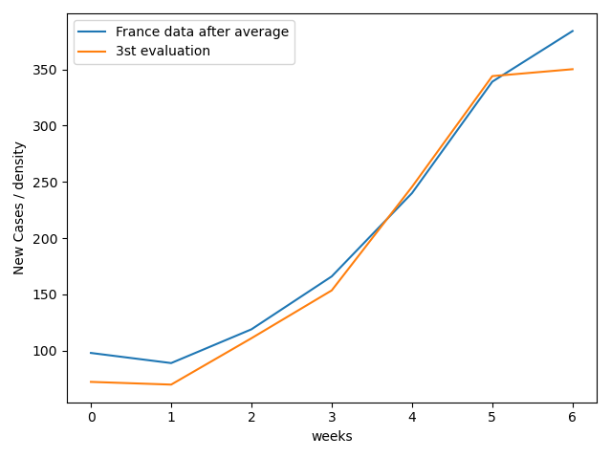 France data after average
3st evaluation
350
300
250
200
150
100
New Cases / density
0 1 2 3 4 5 6
weeks